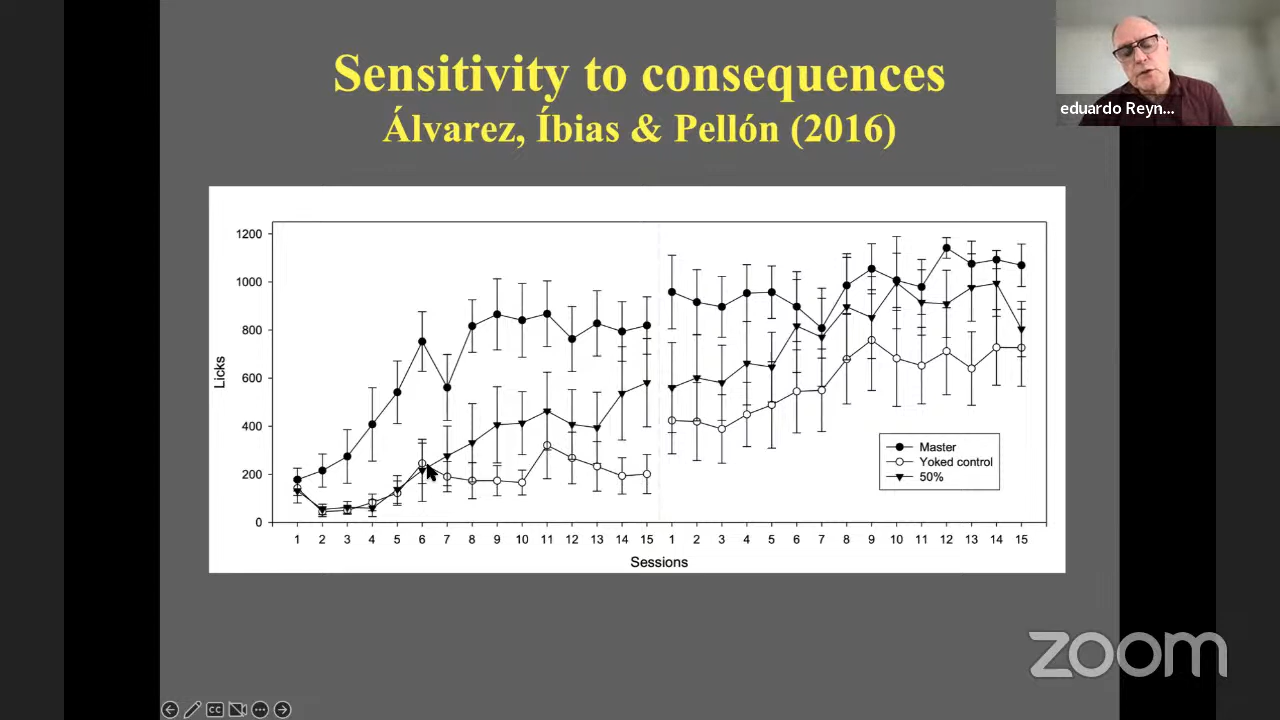 Sensitivity to consequences
Álvarez, Íbias & Pellón (2016)
eduardo Reyn...
1200
1000
800
600
400
200
0
Licks
1 2 3 4 5 6 7 8 9 10 11 12 13 14 15 1 2 3 4 5 6 7 8 9 10 11 12 13 14 15
Sessions
Master
Yoked control
50%
zoom
CC